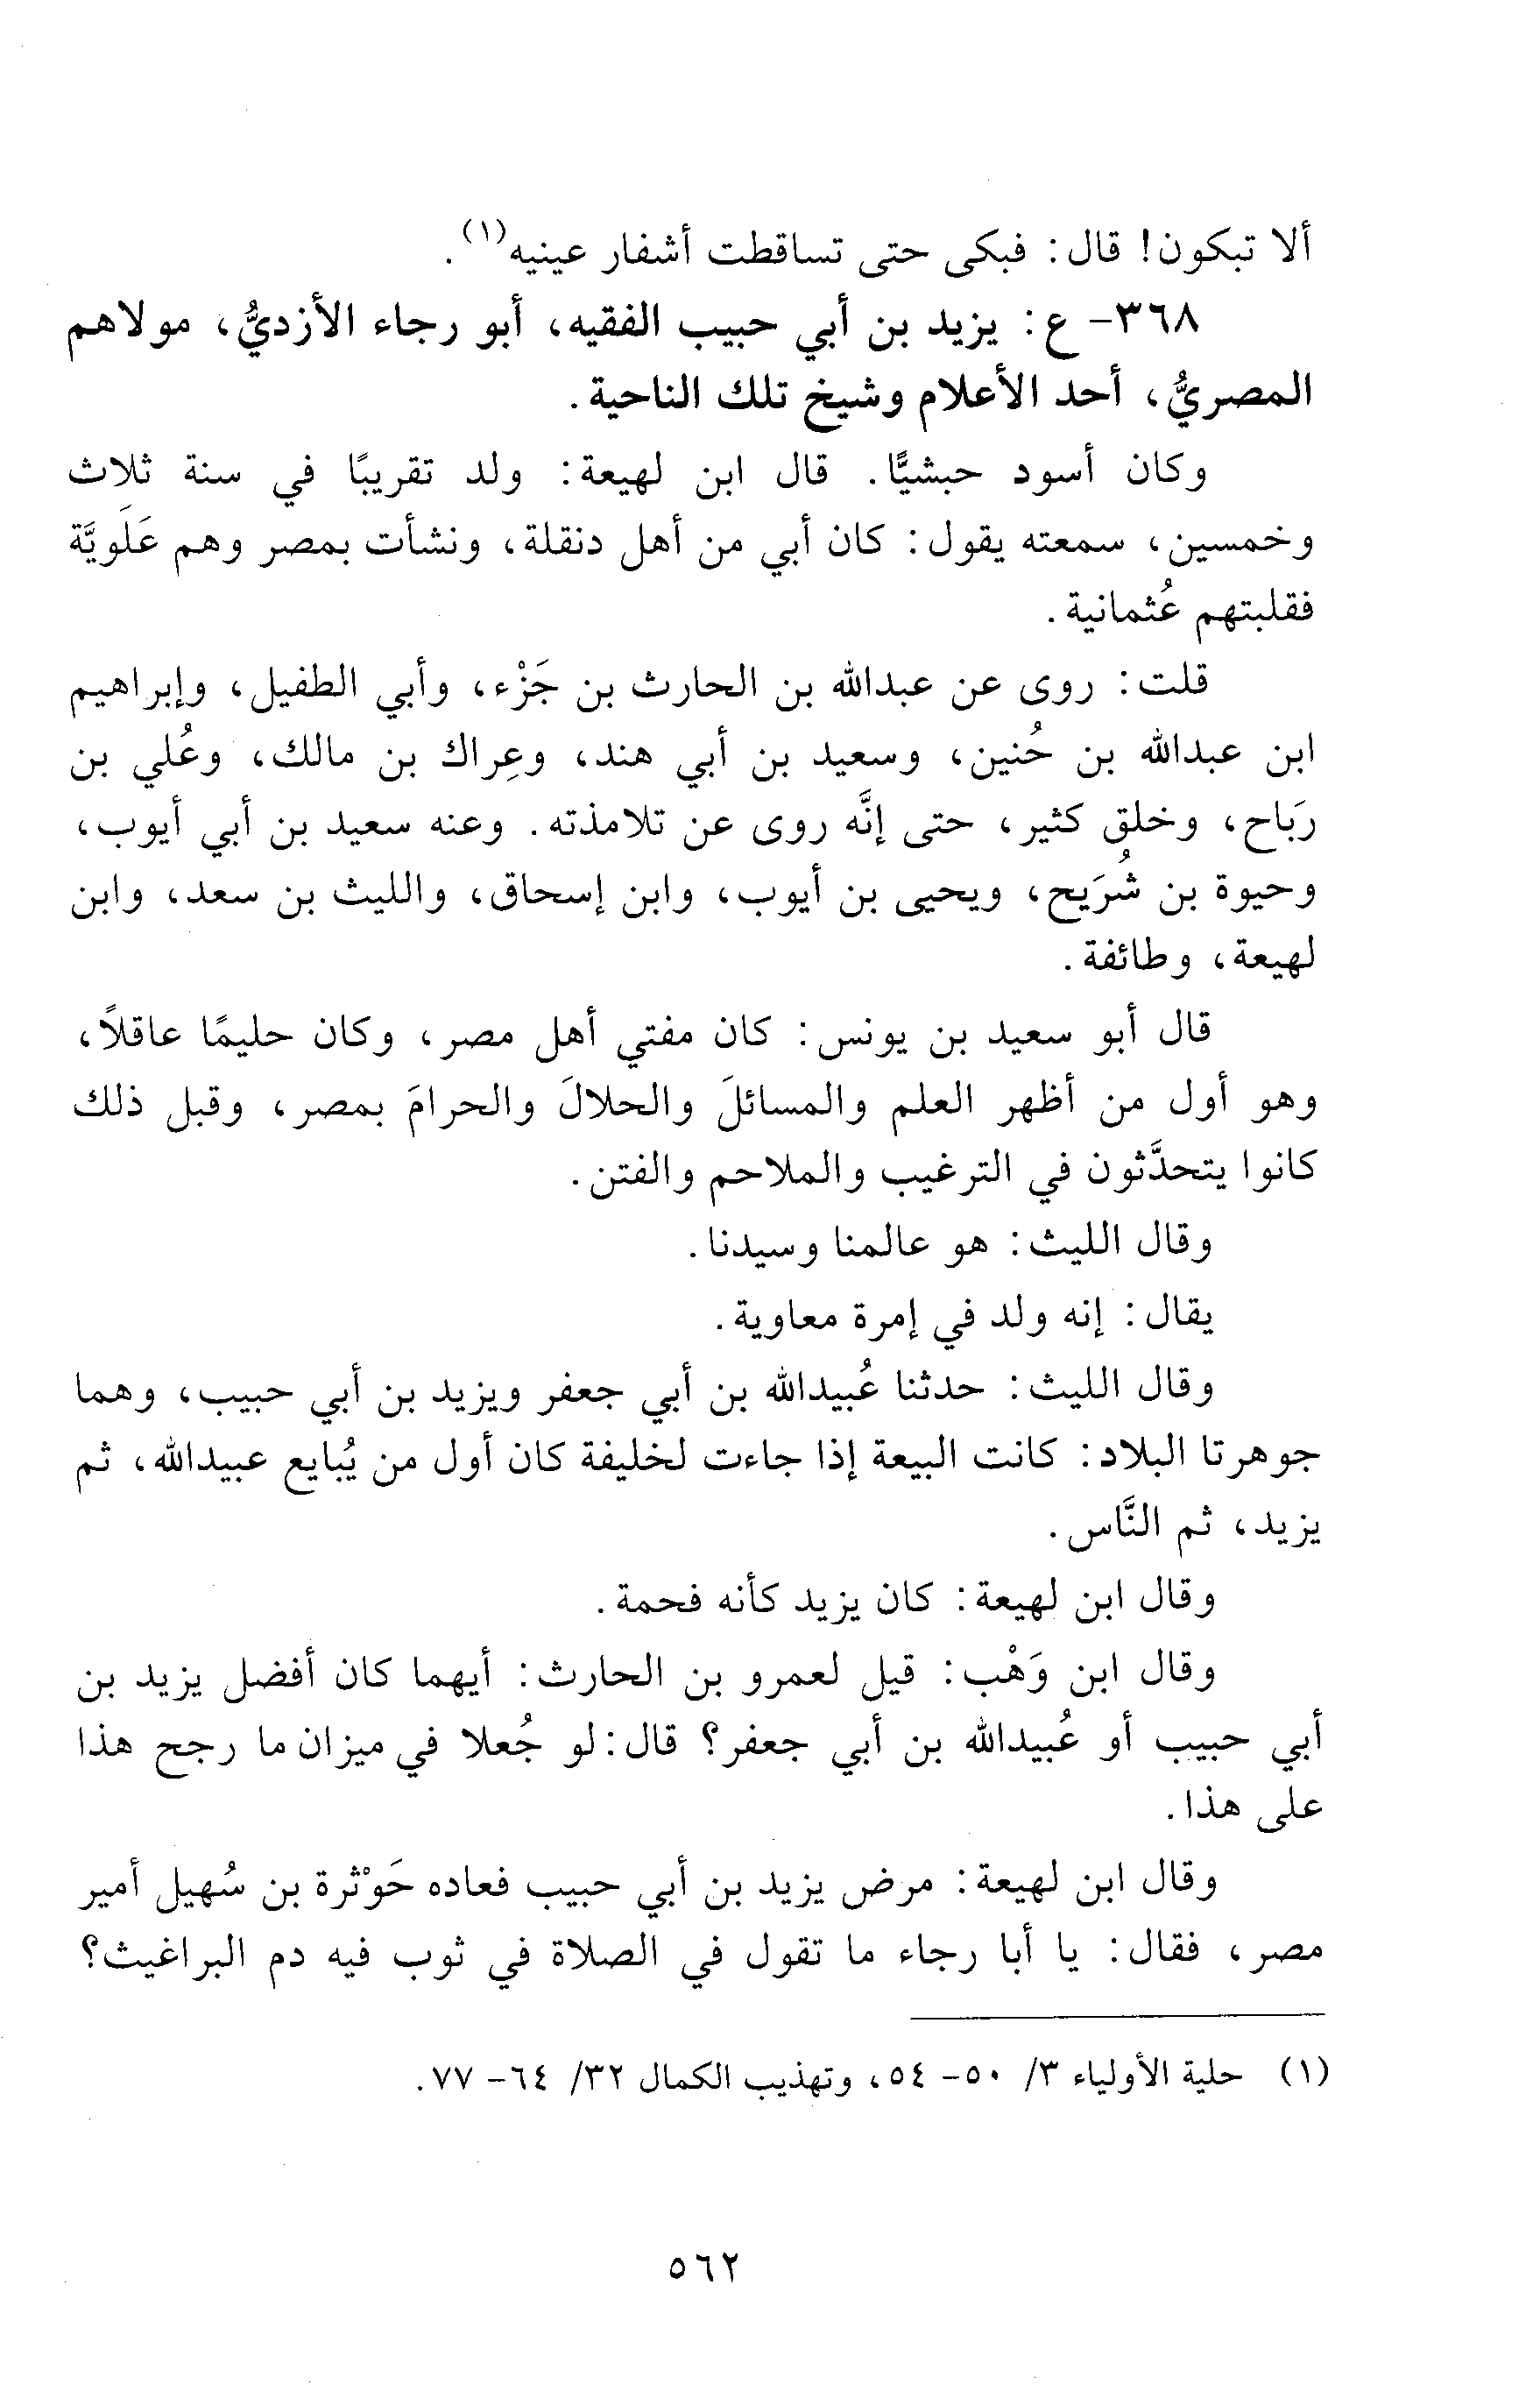 ألا تبكون! قال: فبكى حتى تساقطت أشفار عينيه(١).
٣٦٨- ع: يزيد بن أبي حبيب الفقيه، أبو رجاء الأزديُّ، مولاهم
المصريُّ، أحد الأعلام وشيخ تلك الناحية.
وكان أسود حبشيًّا. قال ابن لهيعة: ولد تقريبًا في سنة ثلاث
وخمسين، سمعته يقول: كان أبي من أهل دنقلة، ونشأت بمصر وهم عَلَويَّة
فقلبتهم عُثمانية.
قلت: روى عن عبدالله بن الحارث بن جَزْء، وأبي الطفيل، وإبراهيم
ابن عبدالله بن حُنين، وسعيد بن أبي هند، وعِراك بن مالك، وعُلي بن
رَباح، وخلق كثير، حتى إنَّه روى عن تلامذته. وعنه سعيد بن أبي أيوب،
وحيوة بن شُرَيح، ويحيى بن أيوب، وابن إسحاق، والليث بن سعد، وابن
لهيعة، وطائفة.
قال أبو سعيد بن يونس: كان مفتي أهل مصر، وكان حليمًا عاقلاً،
وهو أول من أظهر العلم والمسائلَ والحلالَ والحرامَ بمصر، وقبل ذلك
كانوا يتحدَّثون في الترغيب والملاحم والفتن.
وقال الليث: هو عالمنا وسيدنا.
يقال: إنه ولد في إمرة معاوية.
وقال الليث: حدثنا عُبيدالله بن أبي جعفر ويزيد بن أبي حبيب، وهما
جوهرتا البلاد: كانت البيعة إذا جاءت لخليفة كان أول من يُبايع عبيدالله، ثم
يزيد، ثم النَّاس.
وقال ابن لهيعة: كان يزيد كأنه فحمة.
وقال ابن وَهْب: قيل لعمرو بن الحارث: أيهما كان أفضل يزيد بن
أبي حبيب أو عُبيدالله بن أبي جعفر؟ قال: لو جُعلا في ميزان ما رجح هذا
على هذا.
وقال ابن لهيعة: مرض يزيد بن أبي حبيب فعاده حَوْثرة بن سُهيل أمير
مصر، فقال: يا أبا رجاء ما تقول في الصلاة في ثوب فيه دم البراغيث؟
(١) حلية الأولياء ٣/ ٥٠- ٥٤، وتهذيب الكمال ٣٢/ ٦٤- ٧٧.
٥٦٢